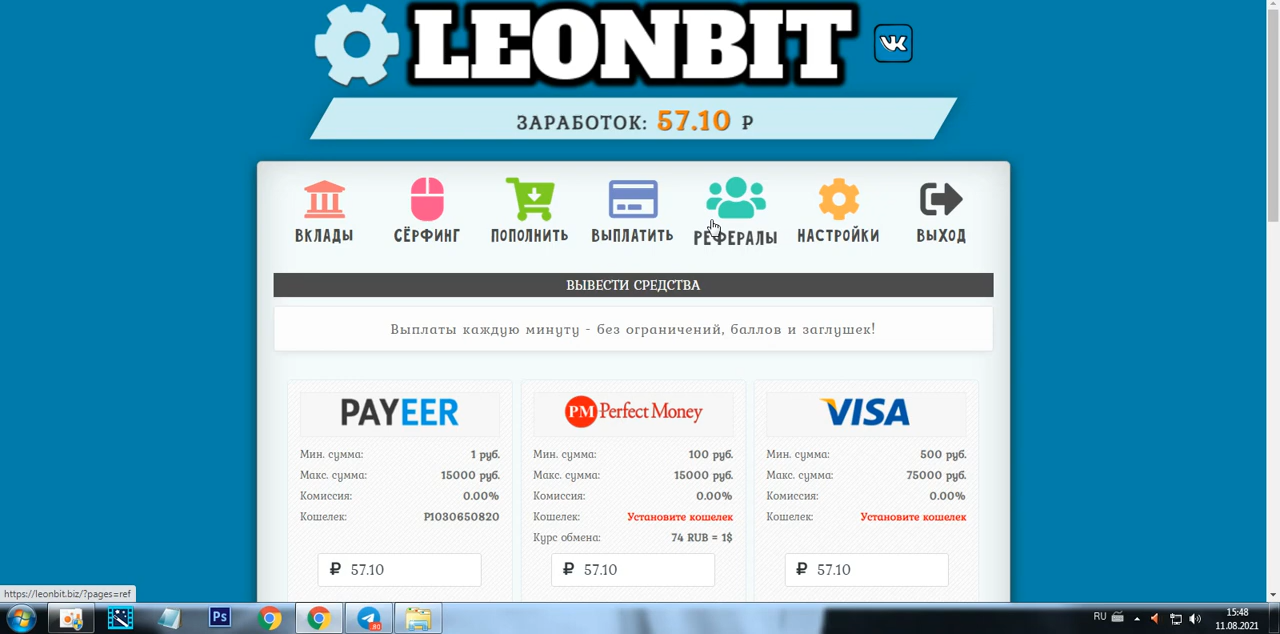 LEONBIT
ЗАРАБОТОК: 57.10 Р
ВКЛАДЫ СЁРФИНГ ПОПОЛНИТЬ ВЫПЛАТИТЬ РЕФЕРАЛЫ НАСТРОЙКИ ВЫХОД
ВЫВЕСТИ СРЕДСТВА
Выплаты каждую минуту - без ограничений, баллов и заглушек!
PAYEER
Мин. сумма: 1 руб.
Макс. сумма: 15000 руб.
Комиссия: 0.00%
Кошелек: P1030650820
₽ 57.10
PM Perfect Money
Мин. сумма: 100 руб.
Макс. сумма: 15000 руб.
Комиссия: 0.00%
Кошелек: Установите кошелек
Курс обмена: 74 RUB = 1$
₽ 57.10
VISA
Мин. сумма: 500 руб.
Макс. сумма: 75000 руб.
Комиссия: 0.00%
Кошелек: Установите кошелек
₽ 57.10
https://leonbit.biz/?pages=ref
Ps
RU
15:48
11.08.2021